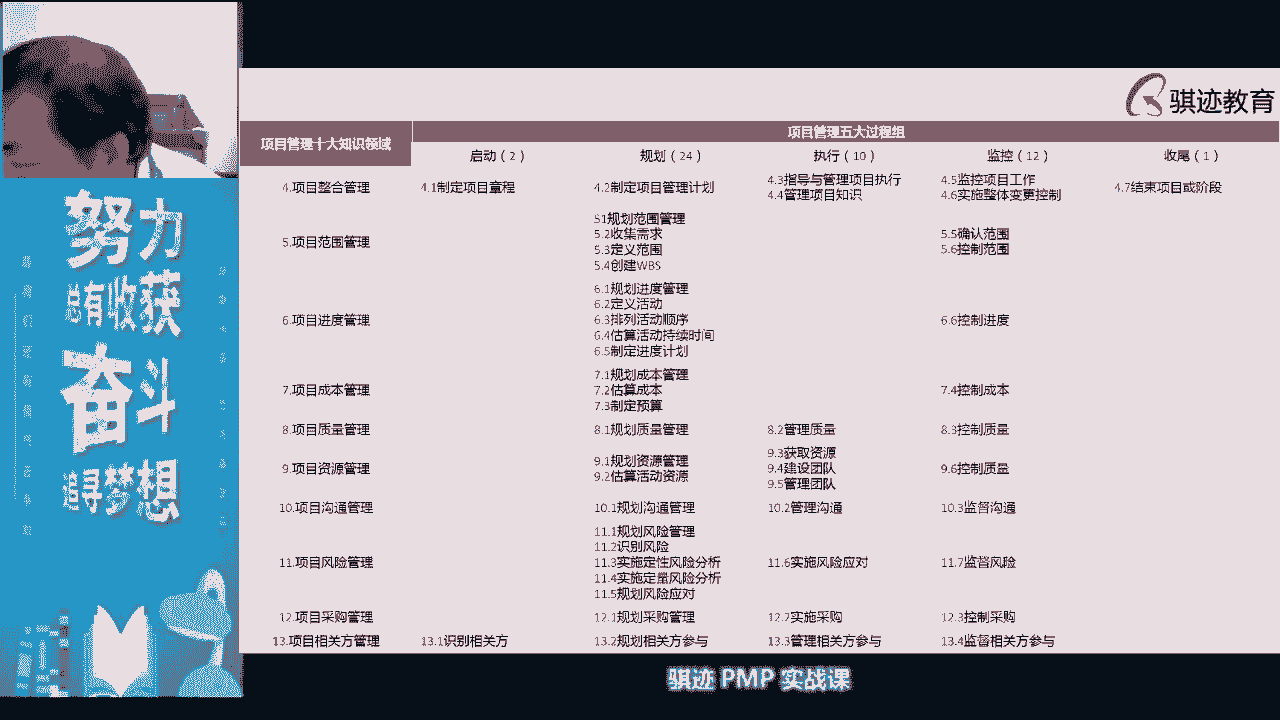 骐迹教育
项目管理十大知识领域
项目管理五大过程组
启动（2） 规划（24） 执行（10） 监控（12） 收尾（1）
4.项目整合管理
4.1制定项目章程
4.2制定项目管理计划
4.3指导与管理项目执行
4.4管理项目知识
4.5监控项目工作
4.6实施整体变更控制
4.7结束项目或阶段
5.项目范围管理
51规划范围管理
5.2收集需求
5.3定义范围
5.4创建WBS
5.5确认范围
5.6控制范围
6.项目进度管理
6.1规划进度管理
6.2定义活动
6.3排列活动顺序
6.4估算活动持续时间
6.5制定进度计划
6.6控制进度
7.项目成本管理
7.1规划成本管理
7.2估算成本
7.3制定预算
7.4控制成本
8.项目质量管理
8.1规划质量管理
8.2管理质量
8.3控制质量
9.项目资源管理
9.1规划资源管理
9.2估算活动资源
9.3获取资源
9.4建设团队
9.5管理团队
9.6控制质量
10.项目沟通管理
10.1规划沟通管理
10.2管理沟通
10.3监督沟通
11.项目风险管理
11.1规划风险管理
11.2识别风险
11.3实施定性风险分析
11.4实施定量风险分析
11.5规划风险应对
11.6实施风险应对
11.7监督风险
12.项目采购管理
12.1规划采购管理
12.2实施采购
12.3控制采购
13.项目相关方管理
13.1识别相关方
13.2规划相关方参与
13.3管理相关方参与
13.4监督相关方参与
努力
总有收获
奋斗
追寻梦想
骐迹 PMP 实战课